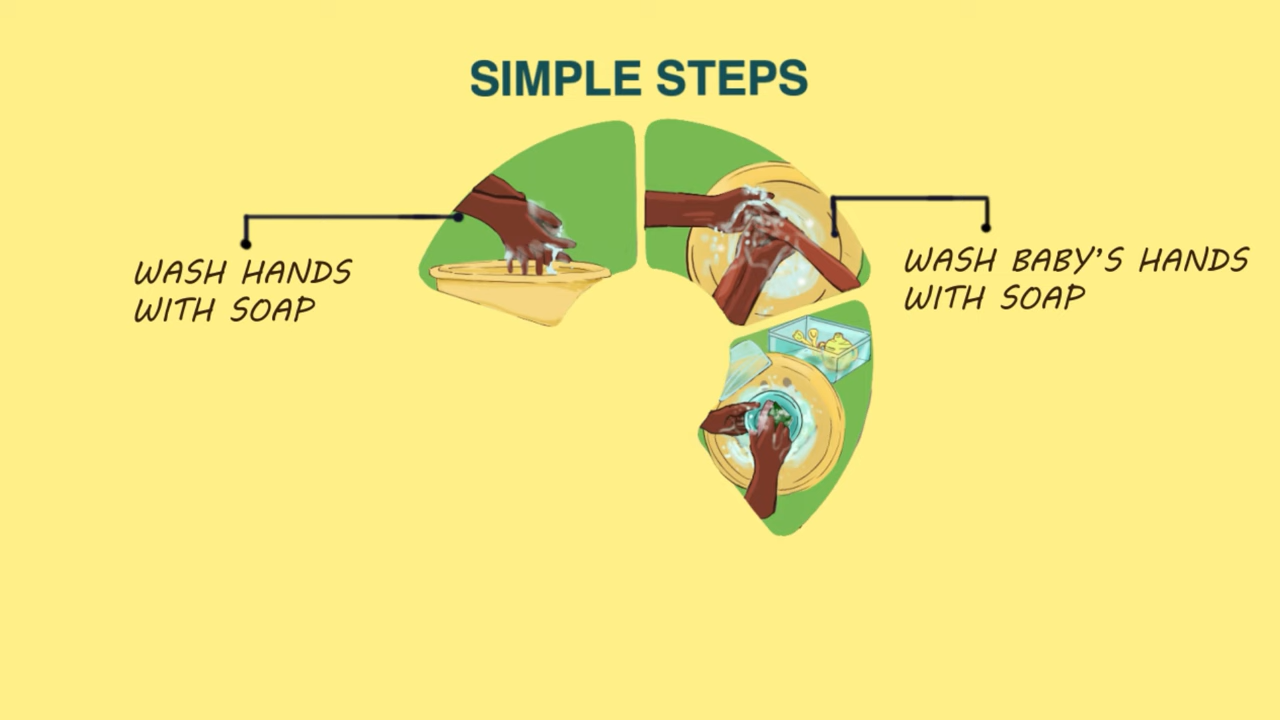 SIMPLE STEPS
WASH HANDS
WITH SOAP
WASH BABY'S HANDS
WITH SOAP